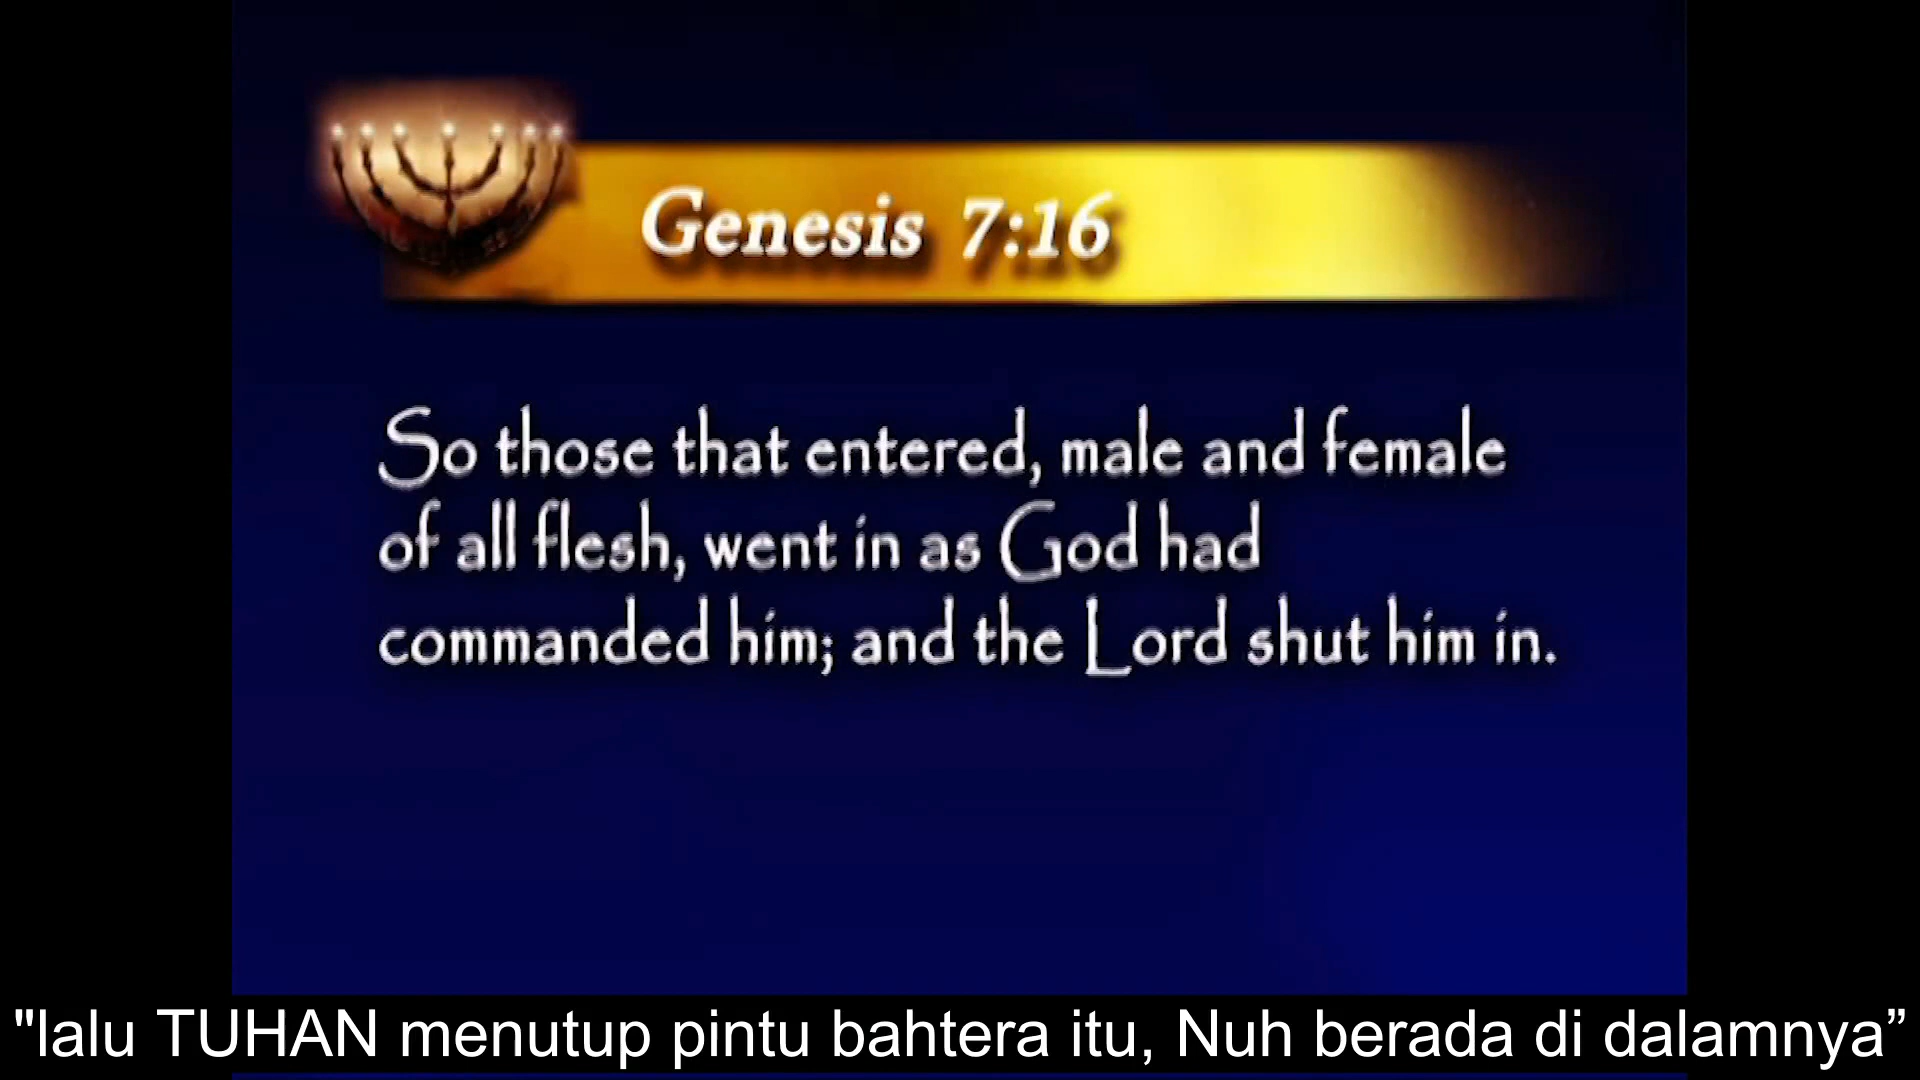 Genesis 7:16
So those that entered, male and female
of all flesh, went in as God had
commanded him; and the Lord shut him in.
"lalu TUHAN menutup pintu bahtera itu, Nuh berada di dalamnya”